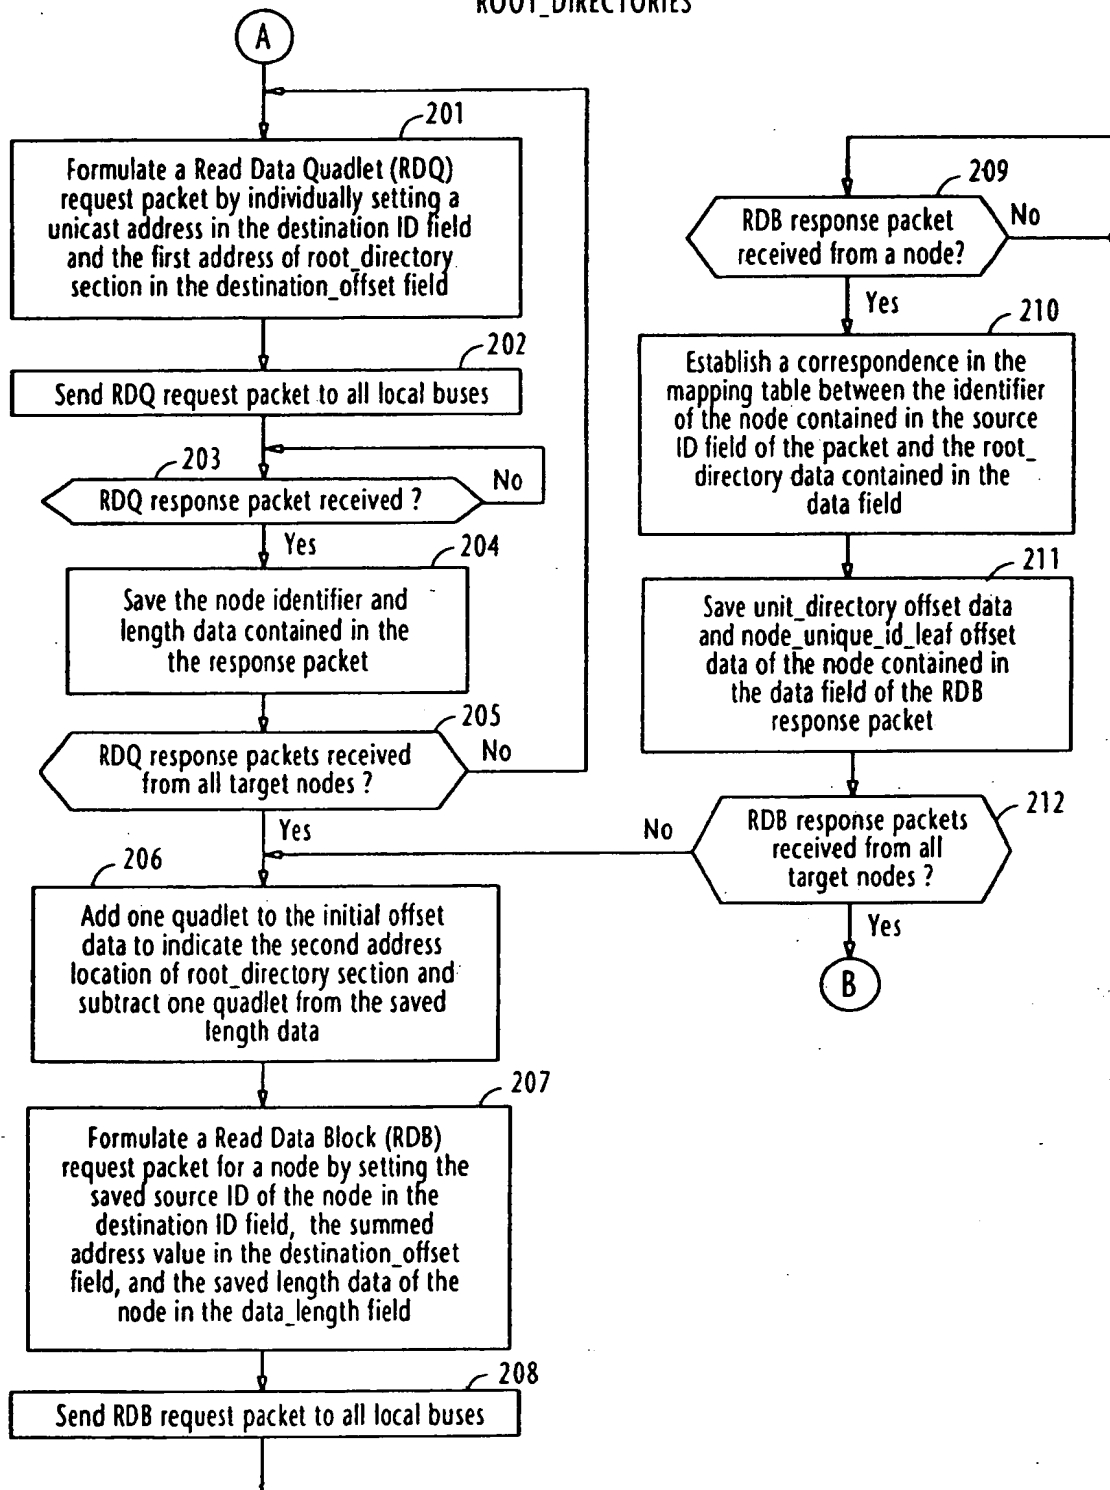 ROOT_DIRECTORIES
A
201
Formulate a Read Data Quadlet (RDQ)
request packet by individually setting a
unicast address in the destination ID field
and the first address of root_directory
section in the destination_offset field
202
Send RDQ request packet to all local buses
203
RDQ response packet received ?
No
Yes
204
Save the node identifier and
length data contained in the
the response packet
205
RDQ response packets received
from all target nodes ?
No
Yes
206
Add one quadlet to the initial offset
data to indicate the second address
location of root_directory section and
subtract one quadlet from the saved
length data
207
Formulate a Read Data Block (RDB)
request packet for a node by setting the
saved source ID of the node in the
destination ID field, the summed
address value in the destination_offset
field, and the saved length data of the
node in the data_length field
208
Send RDB request packet to all local buses
209
RDB response packet
received from a node?
No
Yes
210
Establish a correspondence in the
mapping table between the identifier
of the node contained in the source
ID field of the packet and the root_
directory data contained in the
data field
211
Save unit_directory offset data
and node_unique_id_leaf offset
data of the node contained in
the data field of the RDB
response packet
212
RDB response packets
received from all
target nodes ?
No
Yes
B